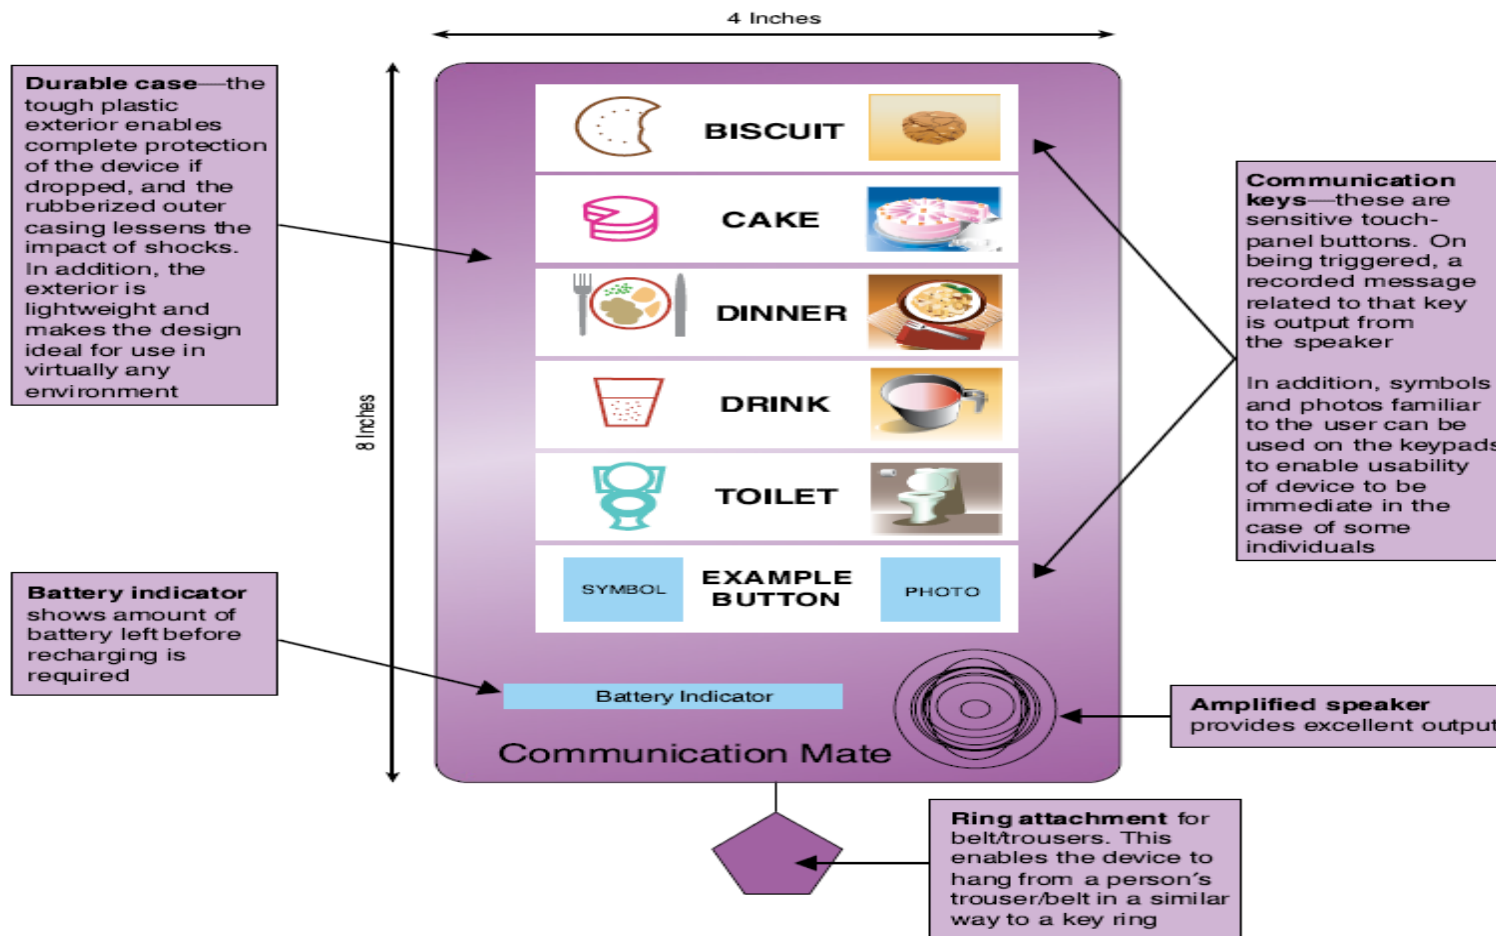 4 Inches
Durable case—the
tough plastic
exterior enables
complete protection
of the device if
dropped, and the
rubberized outer
casing lessens the
impact of shocks.
In addition, the
exterior is
lightweight and
makes the design
ideal for use in
virtually any
environment
8 Inches
BISCUIT
CAKE
DINNER
DRINK
TOILET
SYMBOL
EXAMPLE
BUTTON
PHOTO
Communication
keys—these are
sensitive touch-
panel buttons. On
being triggered, a
recorded message
related to that key
is output from
the speaker
In addition, symbols
and photos familiar
to the user can be
used on the keypads
to enable usability
of device to be
immediate in the
case of some
individuals
Battery indicator
shows amount of
battery left before
recharging is
required
Battery Indicator
Communication Mate
Amplified speaker
provides excellent output
Ring attachment for
belt/trousers. This
enables the device to
hang from a person′s
trouser/belt in a similar
way to a key ring